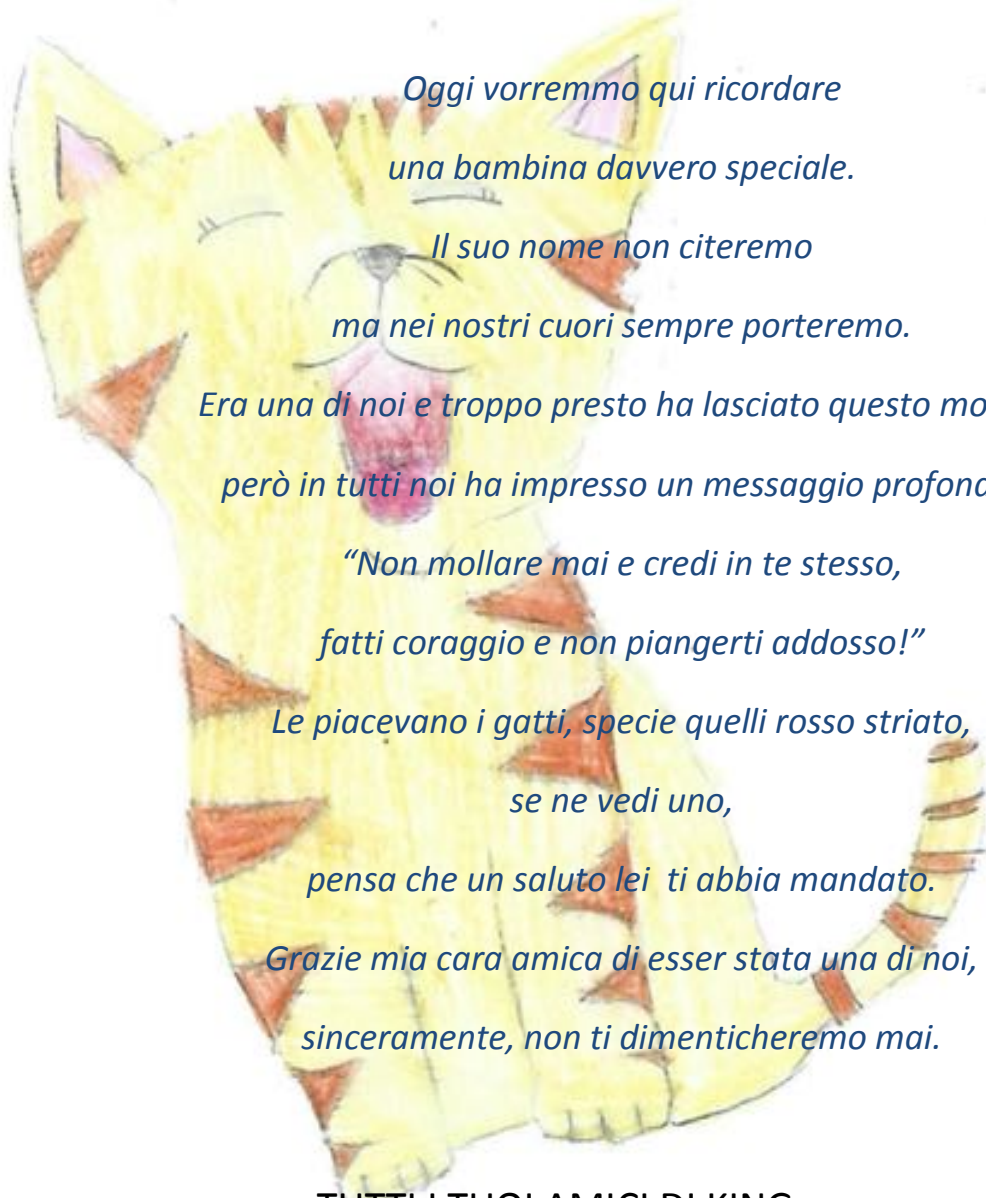 Oggi vorremmo qui ricordare
una bambina davvero speciale.
Il suo nome non citeremo
ma nei nostri cuori sempre porteremo.
Era una di noi e troppo presto ha lasciato questo mo
però in tutti noi ha impresso un messaggio profond
“Non mollare mai e credi in te stesso,
fatti coraggio e non piangerti addosso!”
Le piacevano i gatti, specie quelli rosso striato,
se ne vedi uno,
pensa che un saluto lei ti abbia mandato.
Grazie mia cara amica di esser stata una di noi,
sinceramente, non ti dimenticheremo mai.
TUTTI I TUOI AMICI DI KING